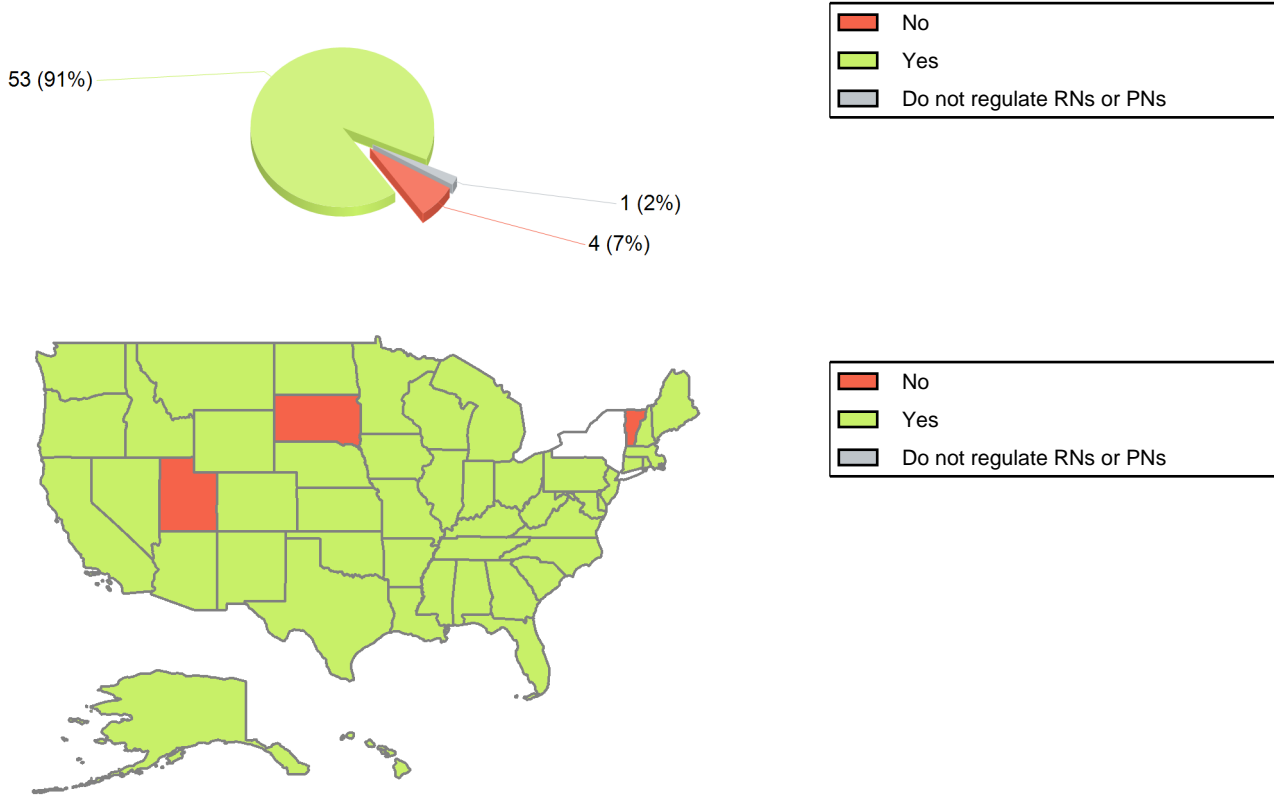 53 (91%)
1 (2%)
4 (7%)
No
Yes
Do not regulate RNs or PNs
No
Yes
Do not regulate RNs or PNs